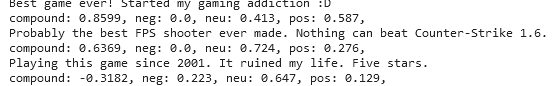 Best game ever! Started my gaming addiction :D
compound: 0.8599, neg: 0.0, neu: 0.413, pos: 0.587,
Probably the best FPS shooter ever made. Nothing can beat Counter-Strike 1.6.
compound: 0.6369, neg: 0.0, neu: 0.724, pos: 0.276,
Playing this game since 2001. It ruined my life. Five stars.
compound: -0.3182, neg: 0.223, neu: 0.647, pos: 0.129,